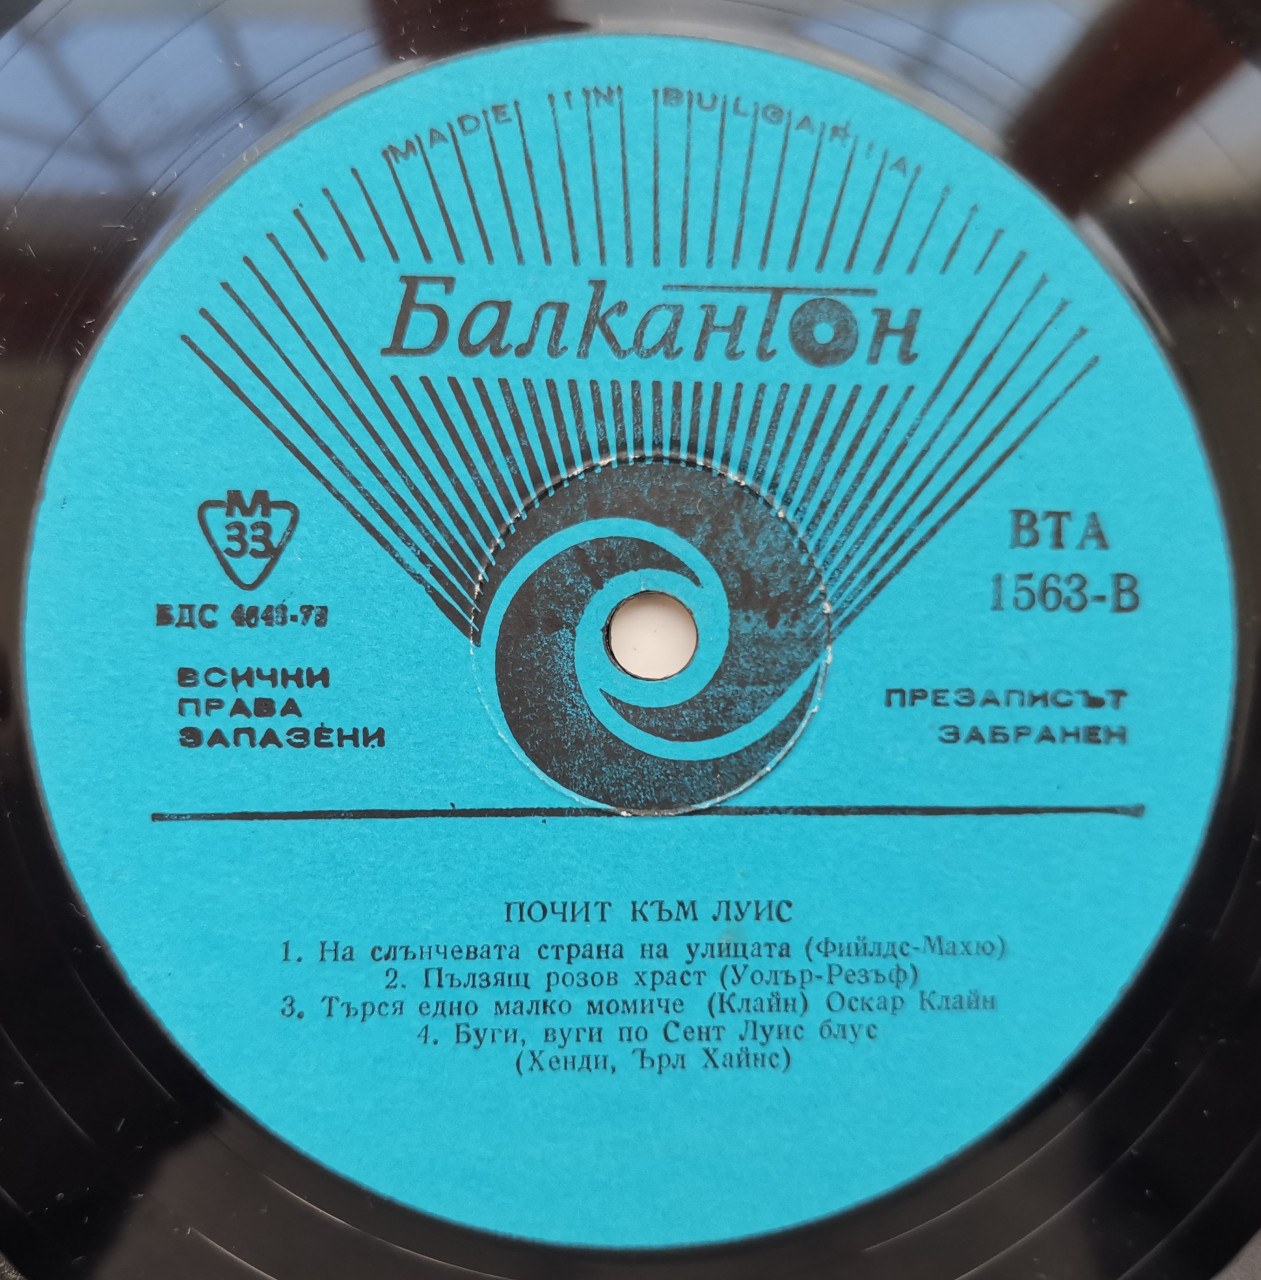 MADE IN BULGARIA
Балкантон
М
33
БДС 4643-73
ВСИЧКИ
ПРАВА
ЗАПАЗЕНИ
ВТА
1563-В
ПРЕЗАПИСЪТ
ЗАБРАНЕН
ПОЧИТ КЪМ ЛУИС
1. На слънчевата страна на улицата (Фийлдс-Махю)
2. Пълзящ розов храст (Уолър-Резъф)
3. Търся едно малко момиче (Клайн) Оскар Клайн
4. Буги, вуги по Сент Луис блус
(Хенди, Ърл Хайнс)